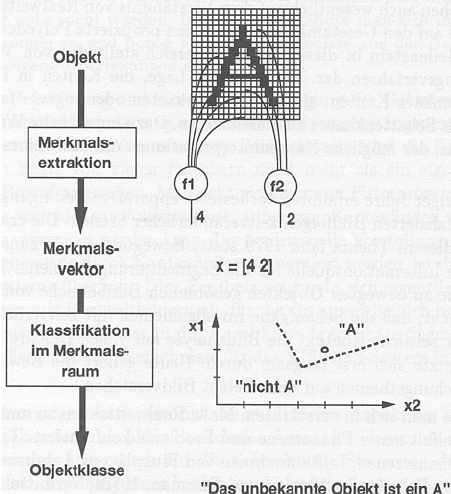 Objekt
Merkmals-
extraktion
f1
f2
4
2
Merkmals-
vektor
x = [4 2]
Klassifikation
im Merkmals-
raum
x1
"A"
"nicht A"
x2
Objektklasse
"Das unbekannte Objekt ist ein A"